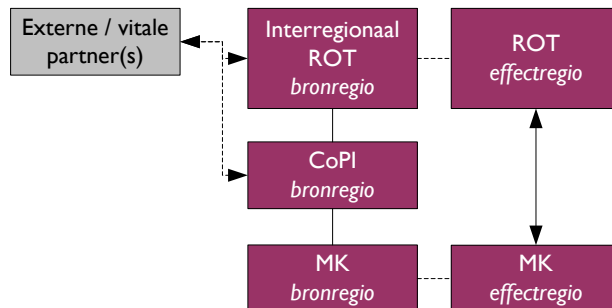 Externe / vitale
partner(s)
Interregionaal
ROT
bronregio
ROT
effectregio
CoPI
bronregio
MK
bronregio
MK
effectregio